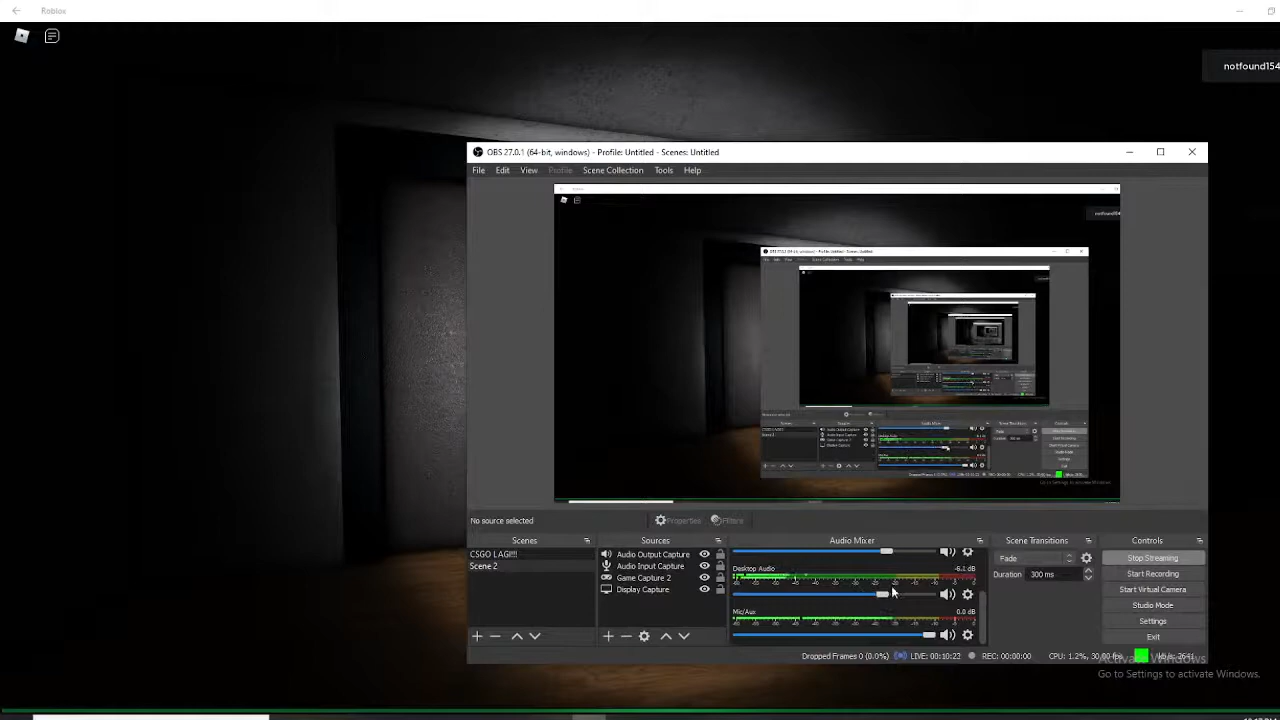 Roblox
notfound154
OBS 27.0.1 (64-bit, windows) - Profile: Untitled - Scenes: Untitled
File Edit View Profile Scene Collection Tools Help
No source selected
Properties
Filters
Scenes
CSGO LAG!!!
Scene 2
Sources
Audio Output Capture
Audio Input Capture
Game Capture 2
Display Capture
Audio Mixer
Desktop Audio -6.1 dB
Mic/Aux 0.0 dB
Scene Transitions
Fade
Duration 300 ms
Controls
Stop Streaming
Start Recording
Start Virtual Camera
Studio Mode
Settings
Exit
Dropped Frames 0 (0.0%) LIVE: 00:10:23 REC: 00:00:00 CPU: 1.2%, 30.00 fps kb/s: 2641
Activate Windows
Go to Settings to activate Windows.